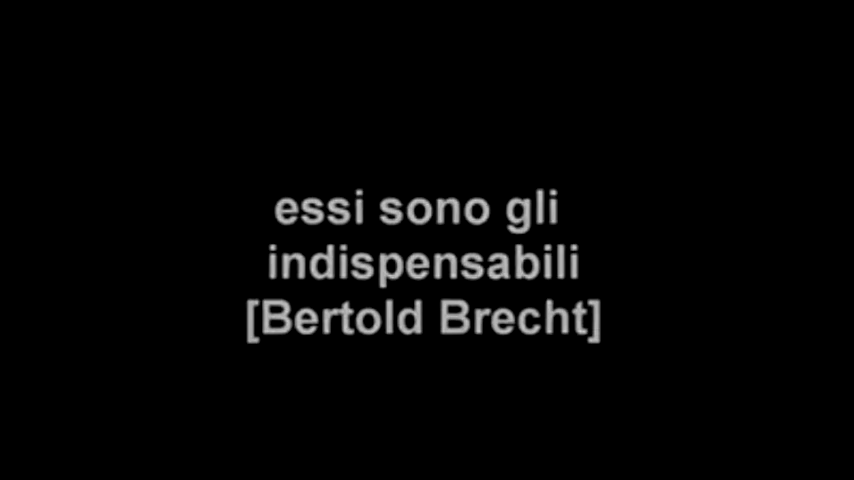 essi sono gli
indispensabili
[Bertold Brecht]